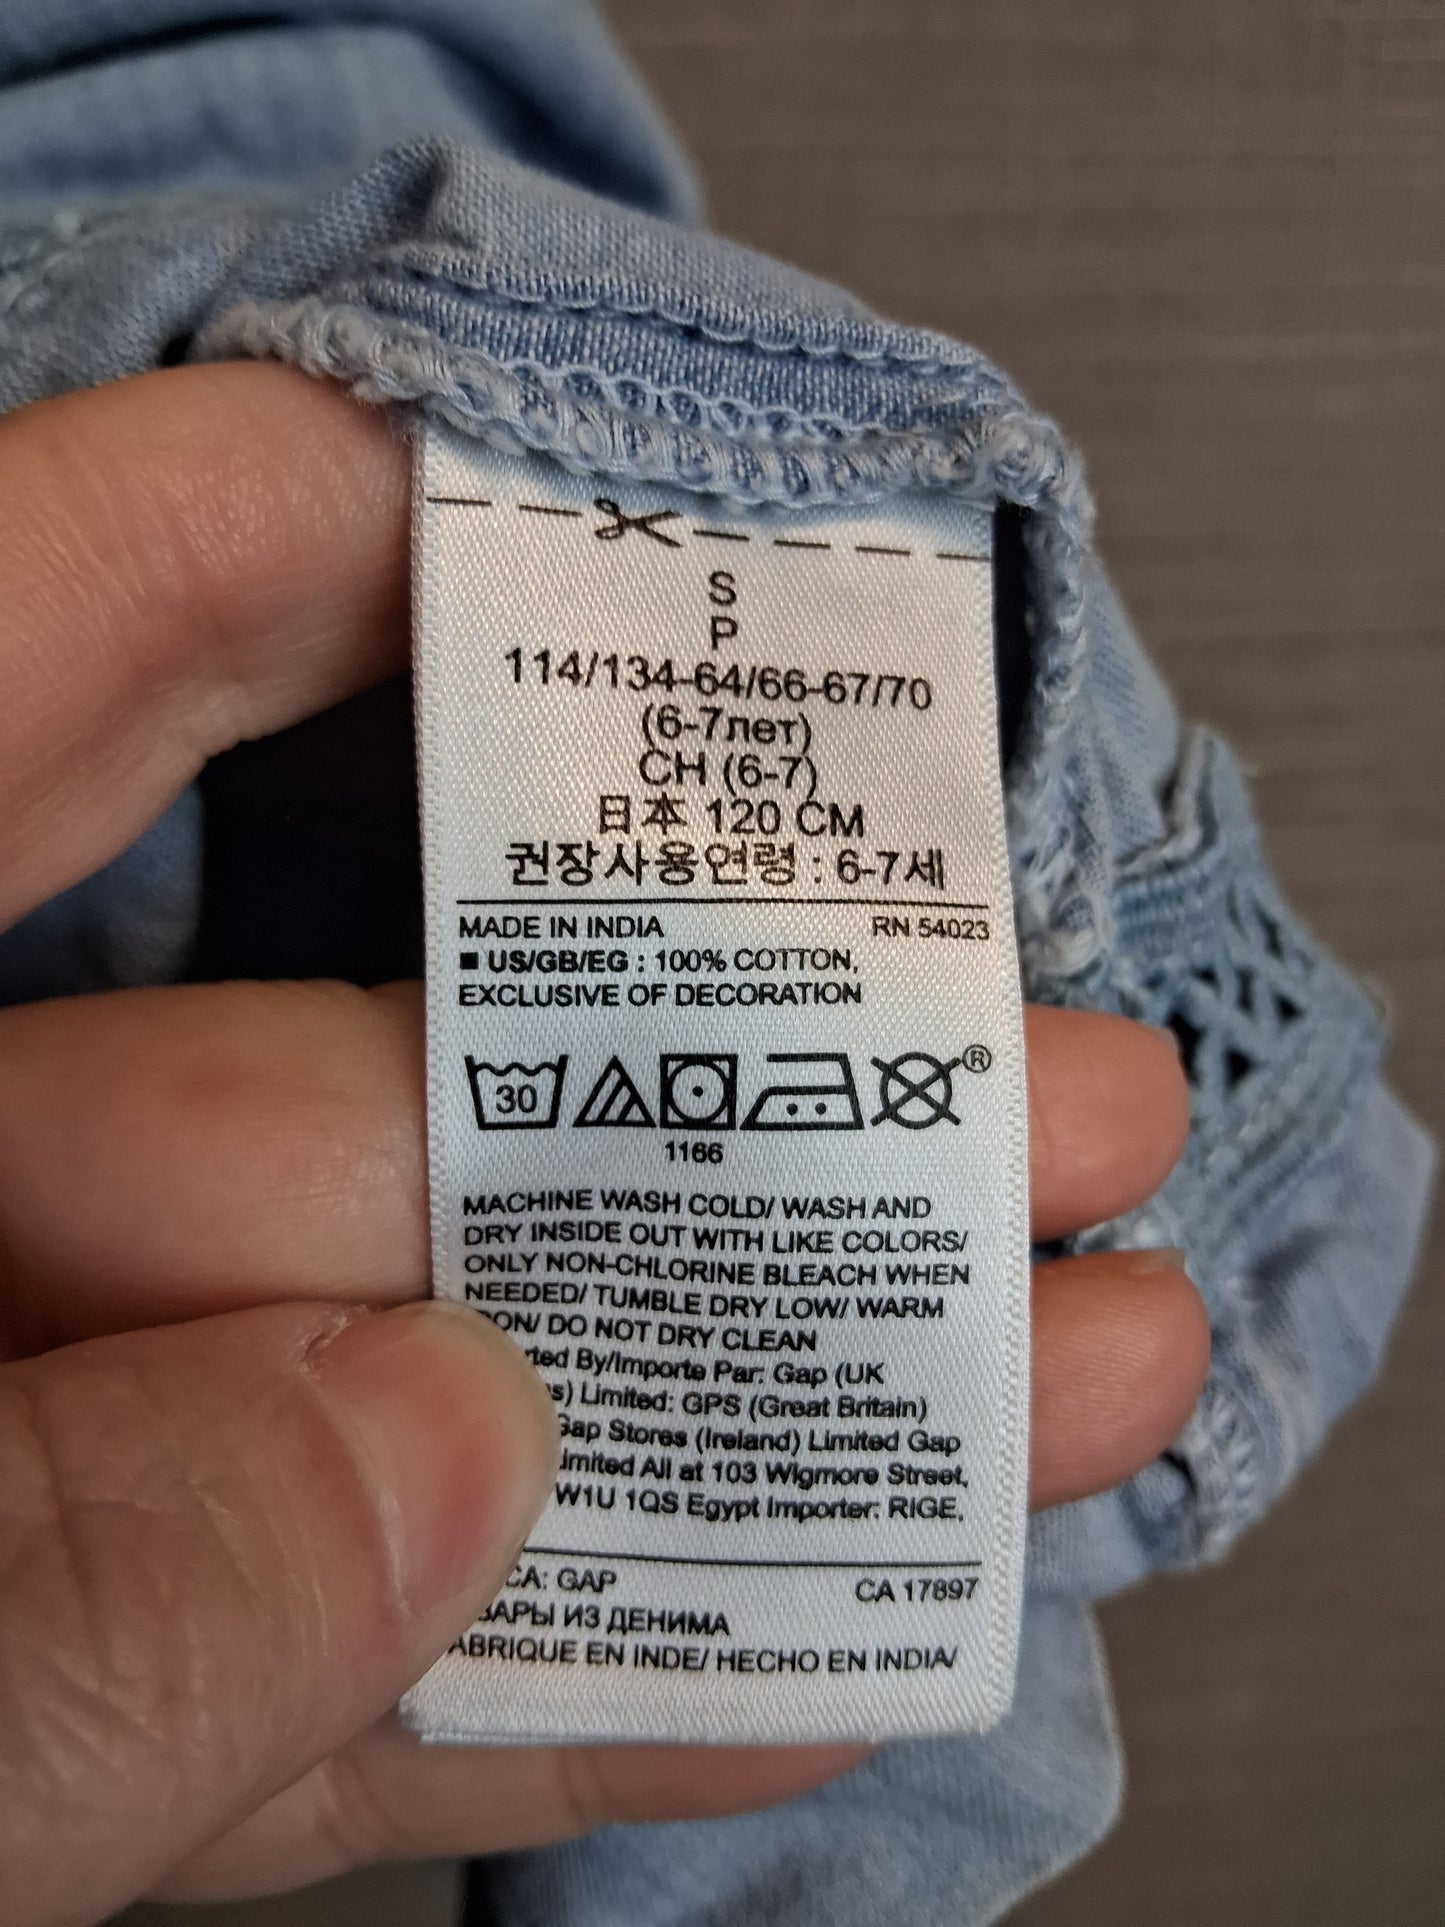 S
P
114/134-64/66-67/70
(6-7лет)
CH (6-7)
日本 120 CM
권장사용연령 : 6-7세
MADE IN INDIA RN 54023
■ US/GB/EG : 100% COTTON,
EXCLUSIVE OF DECORATION
30 ®
1166
MACHINE WASH COLD/ WASH AND
DRY INSIDE OUT WITH LIKE COLORS/
ONLY NON-CHLORINE BLEACH WHEN
NEEDED/ TUMBLE DRY LOW/ WARM
DO NOT DRY CLEAN
By/Importe Par: Gap (UK
Limited: GPS (Great Britain)
Gap Stores (Ireland) Limited Gap
All at 103 Wigmore Street,
W1U 1QS Egypt Importer: RIGE,
GAP CA 17897
ИЗ ДЕНИМА
EN INDE/ HECHO EN INDIA/